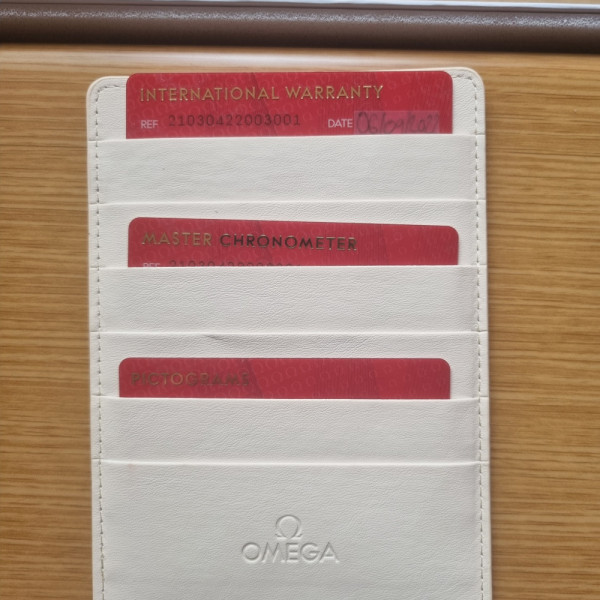 INTERNATIONAL WARRANTY
REF 21030422003001 DATE
MASTER CHRONOMETER
PICTOGRAMS
Ω
OMEGA